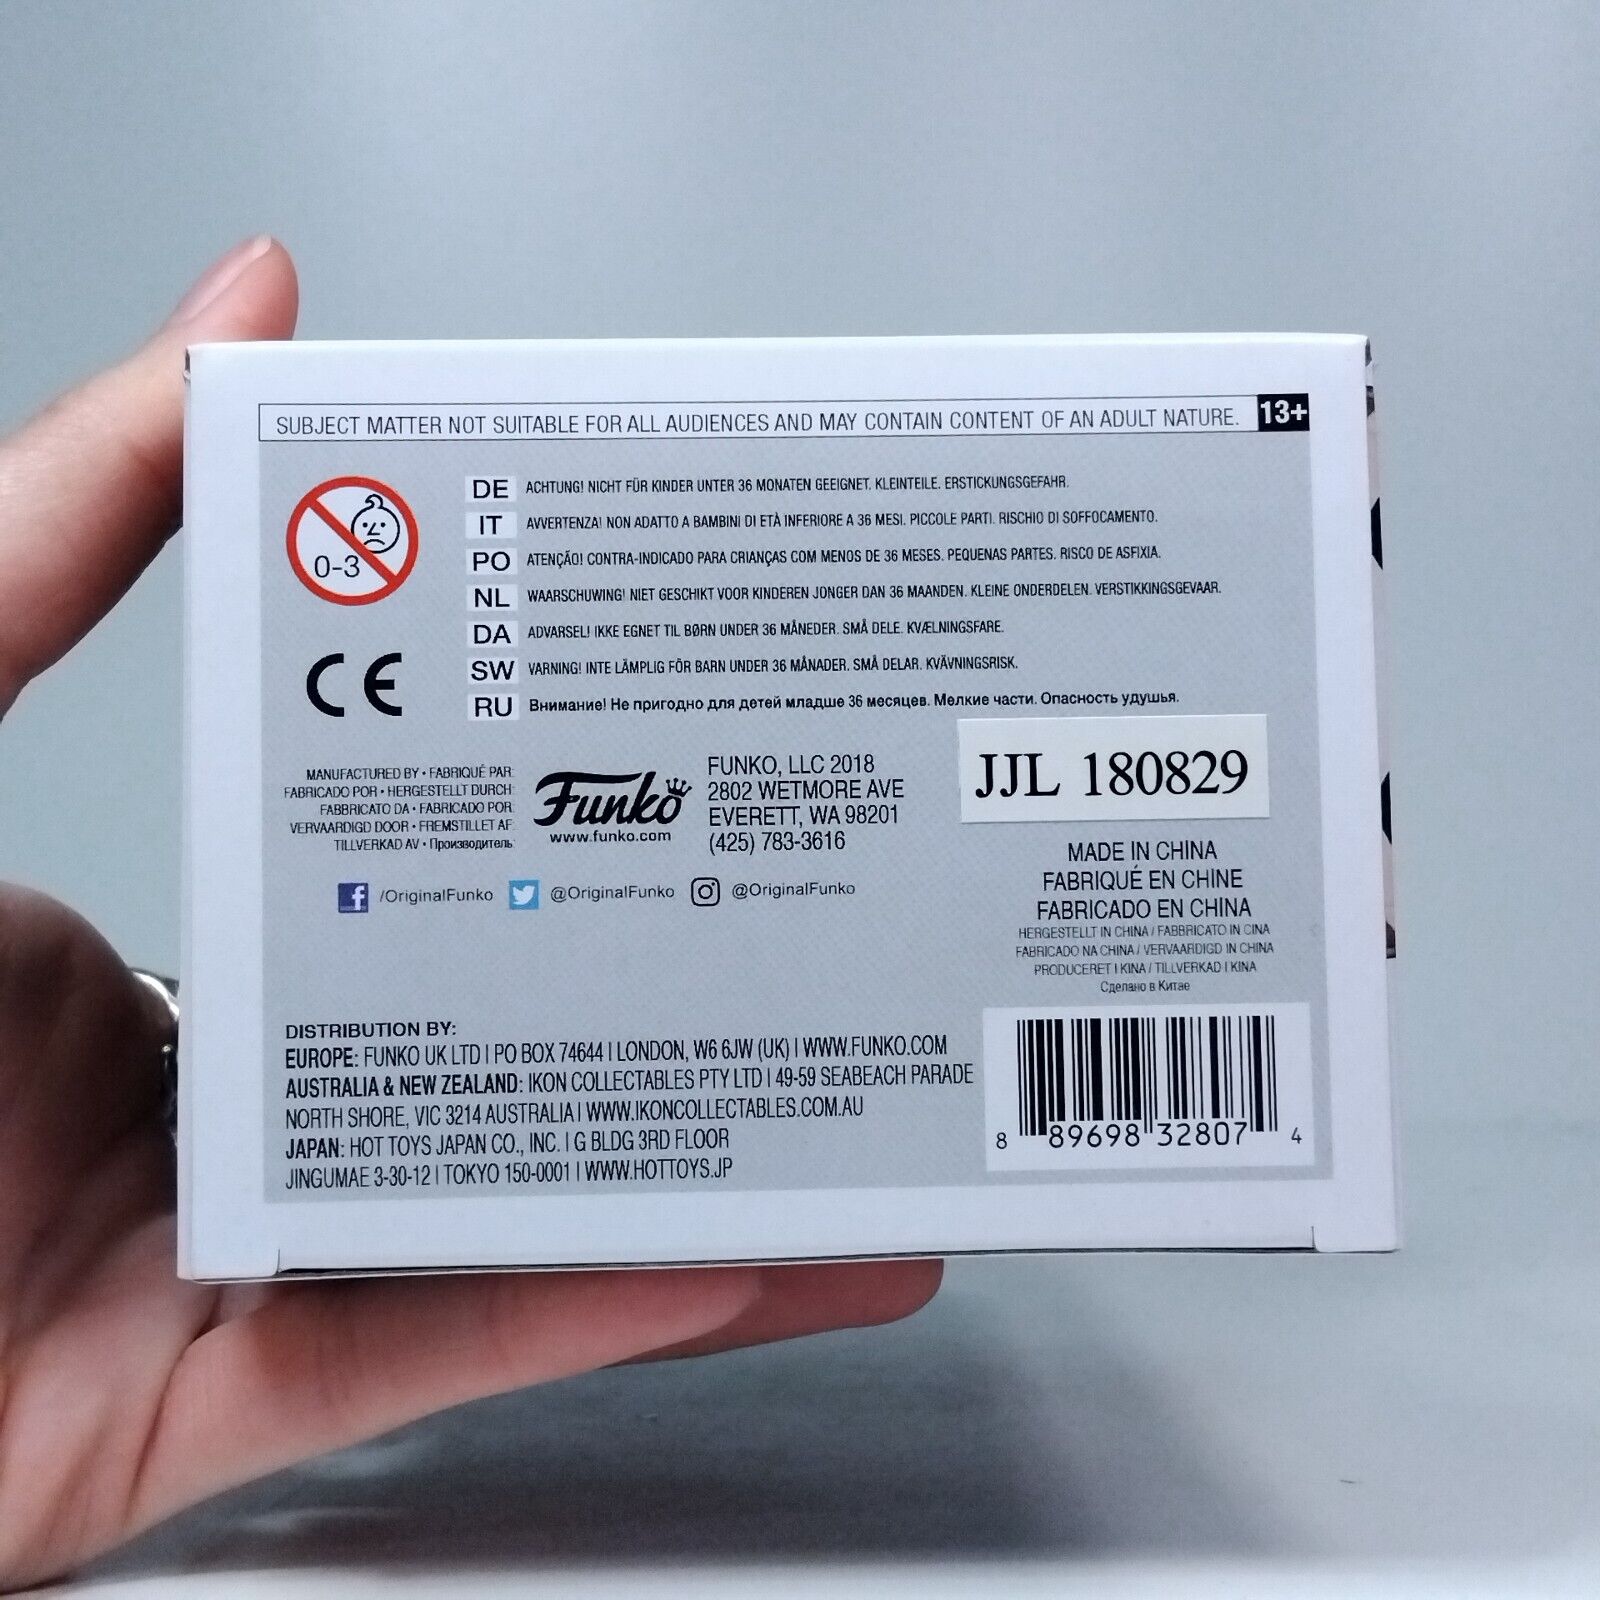 SUBJECT MATTER NOT SUITABLE FOR ALL AUDIENCES AND MAY CONTAIN CONTENT OF AN ADULT NATURE. 13+
0-3
DE ACHTUNG! NICHT FÜR KINDER UNTER 36 MONATEN GEEIGNET. KLEINTEILE. ERSTICKUNGSGEFAHR.
IT AVVERTENZA! NON ADATTO A BAMBINI DI ETÀ INFERIORE A 36 MESI. PICCOLE PARTI. RISCHIO DI SOFFOCAMENTO.
PO ATENÇÃO! CONTRA-INDICADO PARA CRIANÇAS COM MENOS DE 36 MESES. PEQUENAS PARTES. RISCO DE ASFIXIA.
NL WAARSCHUWING! NIET GESCHIKT VOOR KINDEREN JONGER DAN 36 MAANDEN. KLEINE ONDERDELEN. VERSTIKKINGSGEVAAR.
DA ADVARSEL! IKKE EGNET TIL BØRN UNDER 36 MÅNEDER. SMÅ DELE. KVÆLNINGSFARE.
SW VARNING! INTE LÄMPLIG FÖR BARN UNDER 36 MÅNADER. SMÅ DELAR. KVÄVNINGSRISK.
RU Внимание! Не пригодно для детей младше 36 месяцев. Мелкие части. Опасность удушья.
CE
MANUFACTURED BY • FABRIQUÉ PAR:
FABRICADO POR • HERGESTELLT DURCH:
FABBRICATO DA • FABRICADO POR:
VERVAARDIGD DOOR • FREMSTILLET AF:
TILLVERKAD AV • Производитель:
Funko
www.funko.com
FUNKO, LLC 2018
2802 WETMORE AVE
EVERETT, WA 98201
(425) 783-3616
JJL 180829
/OriginalFunko @OriginalFunko @OriginalFunko
MADE IN CHINA
FABRIQUÉ EN CHINE
FABRICADO EN CHINA
HERGESTELLT IN CHINA / FABBRICATO IN CINA
FABRICADO NA CHINA / VERVAARDIGD IN CHINA
PRODUCERET I KINA / TILLVERKAD I KINA
Сделано в Китае
DISTRIBUTION BY:
EUROPE: FUNKO UK LTD | PO BOX 74644 | LONDON, W6 6JW (UK) | WWW.FUNKO.COM
AUSTRALIA & NEW ZEALAND: IKON COLLECTABLES PTY LTD | 49-59 SEABEACH PARADE
NORTH SHORE, VIC 3214 AUSTRALIA | WWW.IKONCOLLECTABLES.COM.AU
JAPAN: HOT TOYS JAPAN CO., INC. | G BLDG 3RD FLOOR
JINGUMAE 3-30-12 | TOKYO 150-0001 | WWW.HOTTOYS.JP
8 89698 32807 4